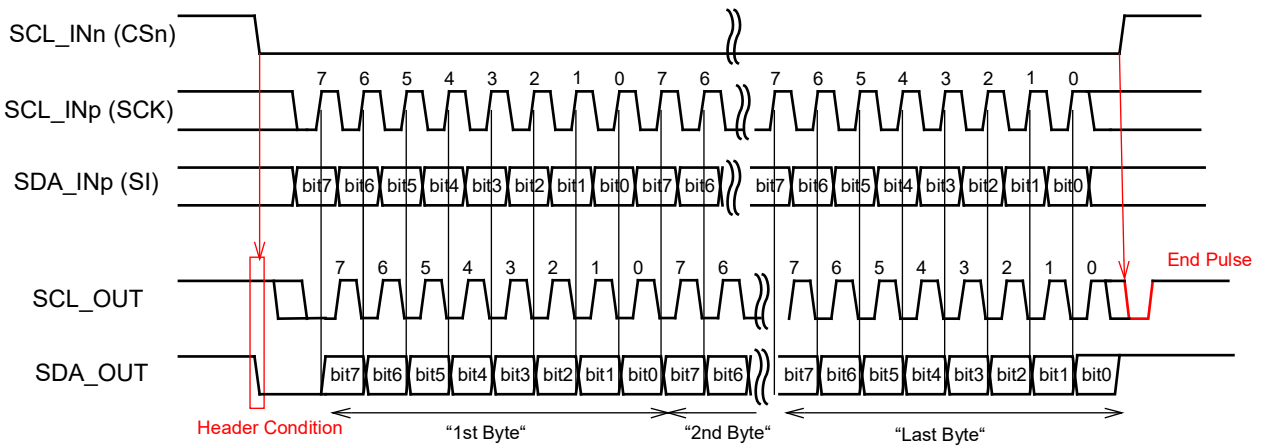 SCL_INn (CSn)
7 6 5 4 3 2 1 0 7 6 7 6 5 4 3 2 1 0
SCL_INp (SCK)
SDA_INp (SI)
bit7 bit6 bit5 bit4 bit3 bit2 bit1 bit0 bit7 bit6 bit7 bit6 bit5 bit4 bit3 bit2 bit1 bit0
End Pulse
7 6 5 4 3 2 1 0 7 6 7 6 5 4 3 2 1 0
SCL_OUT
SDA_OUT
bit7 bit6 bit5 bit4 bit3 bit2 bit1 bit0 bit7 bit6 bit7 bit6 bit5 bit4 bit3 bit2 bit1 bit0
Header Condition
“1st Byte“ “2nd Byte“ “Last Byte“